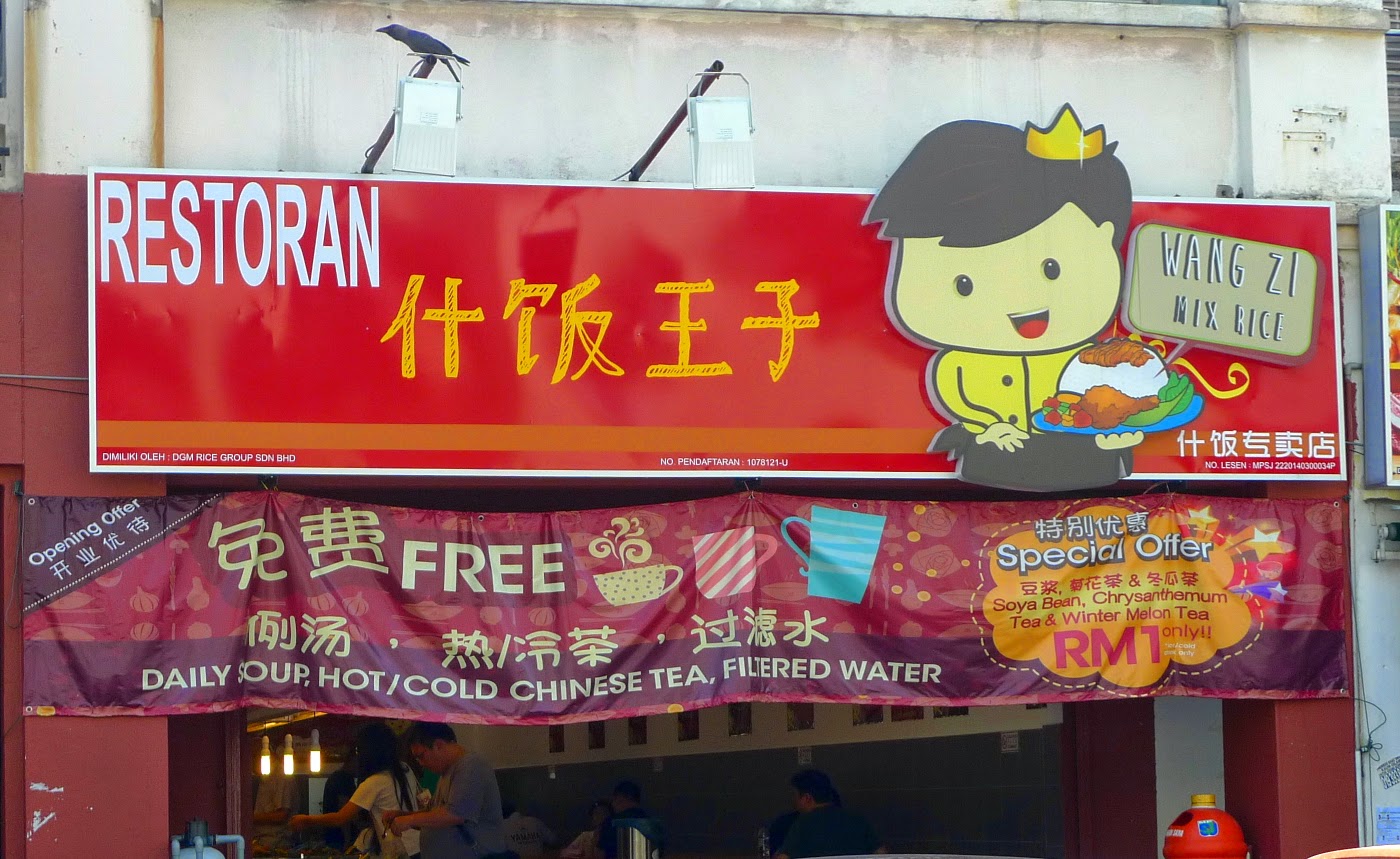 RESTORAN
什饭王子
WANG ZI
MIX RICE
什饭专卖店
DIMILIKI OLEH : DGM RICE GROUP SDN BHD
NO. PENDAFTARAN : 1078121-U
NO. LESEN : MPSJ 2220140300034P
Opening Offer
开业优待
免费 FREE
例汤，热/冷茶，过滤水
DAILY SOUP, HOT/COLD CHINESE TEA, FILTERED WATER
特别优惠
Special Offer
豆浆, 菊花茶 & 冬瓜茶
Soya Bean, Chrysanthemum
Tea & Winter Melon Tea
RM1 only!!